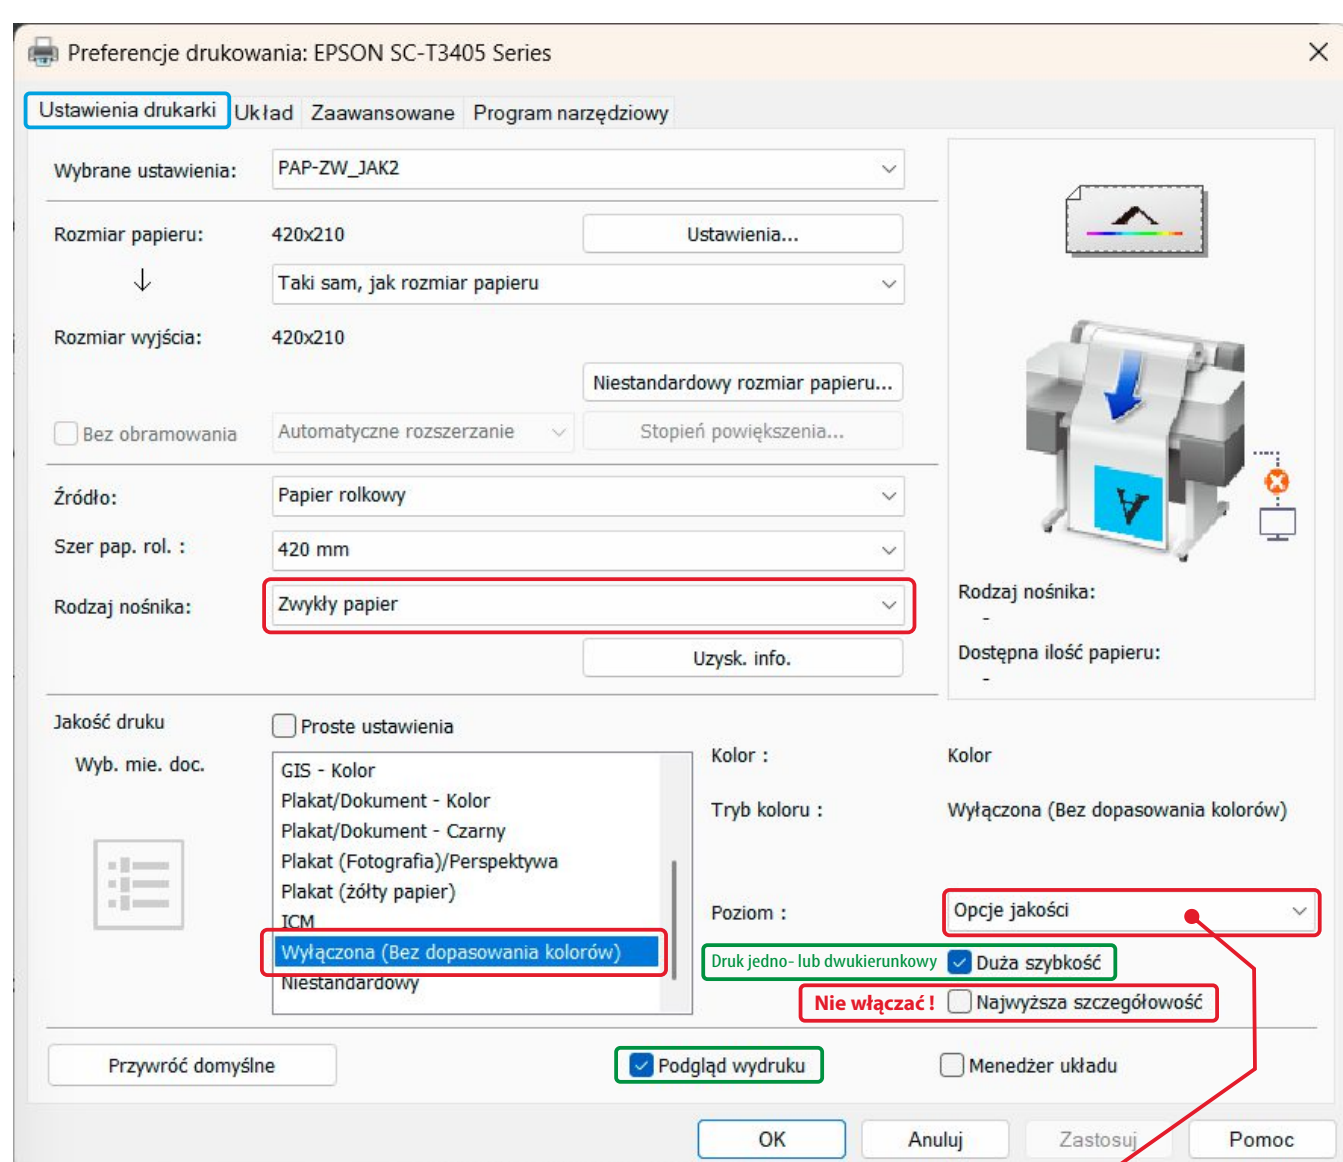 Preferencje drukowania: EPSON SC-T3405 Series
Ustawienia drukarki Układ Zaawansowane Program narzędziowy
Wybrane ustawienia: PAP-ZW_JAK2
Rozmiar papieru: 420x210 Ustawienia...
Taki sam, jak rozmiar papieru
Rozmiar wyjścia: 420x210
Niestandardowy rozmiar papieru...
Bez obramowania Automatyczne rozszerzanie Stopień powiększenia...
Źródło: Papier rolkowy
Szer pap. rol. : 420 mm
Rodzaj nośnika: Zwykły papier
Uzysk. info.
Rodzaj nośnika:
-
Dostępna ilość papieru:
-
Jakość druku Proste ustawienia
Wyb. mie. doc.
GIS - Kolor
Plakat/Dokument - Kolor
Plakat/Dokument - Czarny
Plakat (Fotografia)/Perspektywa
Plakat (żółty papier)
ICM
Wyłączona (Bez dopasowania kolorów)
Niestandardowy
Kolor : Kolor
Tryb koloru : Wyłączona (Bez dopasowania kolorów)
Poziom : Opcje jakości
Druk jedno- lub dwukierunkowy Duża szybkość
Nie włączać ! Najwyższa szczegółowość
Przywróć domyślne Podgląd wydruku Menedżer układu
OK Anuluj Zastosuj Pomoc